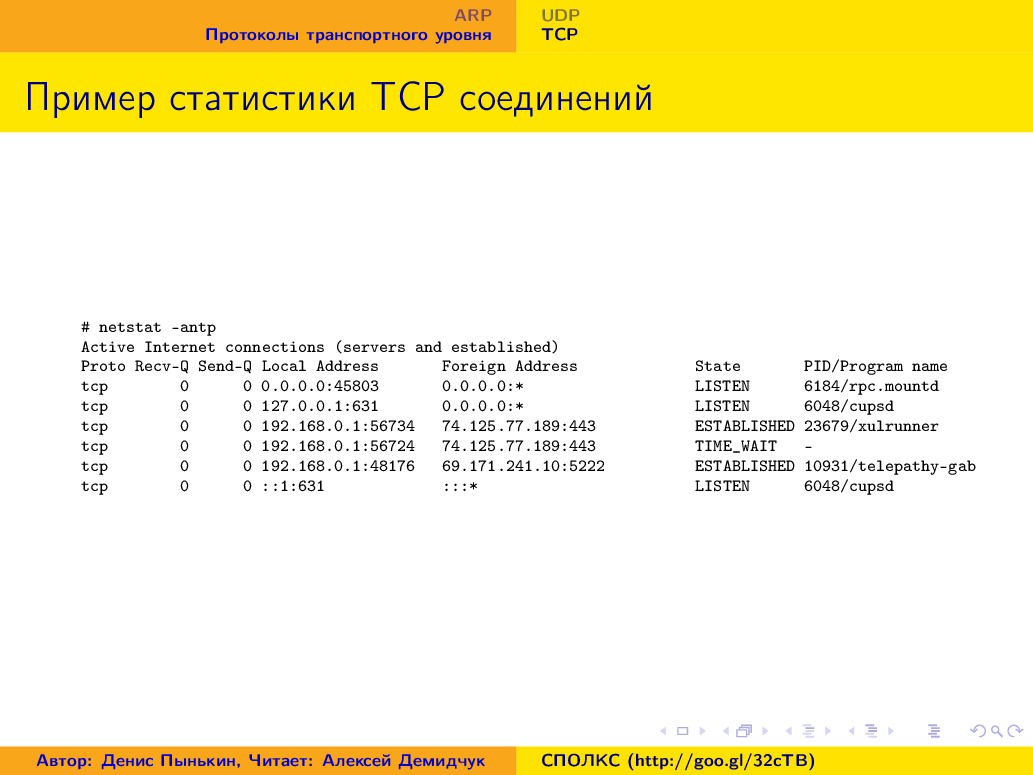 ARP
Протоколы транспортного уровня
UDP
TCP
Пример статистики TCP соединений
# netstat -antp
Active Internet connections (servers and established)
Proto Recv-Q Send-Q Local Address       Foreign Address             State       PID/Program name
tcp        0      0 0.0.0.0:45803       0.0.0.0:*                   LISTEN      6184/rpc.mountd
tcp        0      0 127.0.0.1:631       0.0.0.0:*                   LISTEN      6048/cupsd
tcp        0      0 192.168.0.1:56734   74.125.77.189:443           ESTABLISHED 23679/xulrunner
tcp        0      0 192.168.0.1:56724   74.125.77.189:443           TIME_WAIT   -
tcp        0      0 192.168.0.1:48176   69.171.241.10:5222          ESTABLISHED 10931/telepathy-gab
tcp        0      0 ::1:631             :::*                        LISTEN      6048/cupsd
Автор: Денис Пынькин, Читает: Алексей Демидчук
СПОЛКС (http://goo.gl/32cTB)